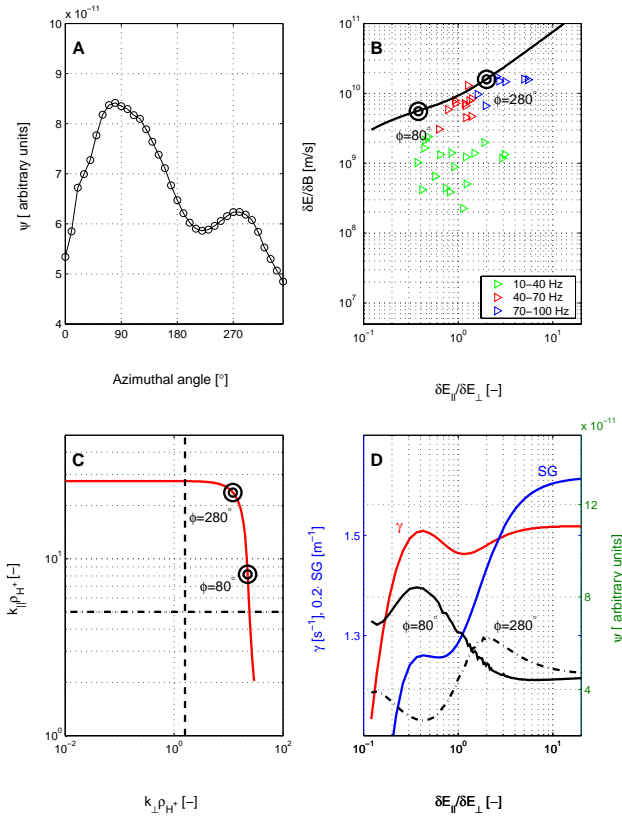 x 10⁻¹¹
A
10
9
8
7
6
5
4
0
90
180
270
ψ [ arbitrary units]
Azimuthal angle [°]
B
10¹¹
10¹⁰
10⁹
10⁸
10⁷
10⁻¹
10⁰
10¹
δE/δB [m/s]
δE||/δE⊥ [−]
ϕ=80°
ϕ=280°
10−40 Hz
40−70 Hz
70−100 Hz
C
10¹
10⁰
10⁻²
10⁰
10²
k||ρH⁺ [−]
k⊥ρH⁺ [−]
ϕ=280°
ϕ=80°
D
x 10⁻¹¹
SG
γ
1.5
1.3
12
8
4
10⁻¹
10⁰
10¹
γ [s⁻¹], 0.2· SG [m⁻¹]
ψ [ arbitrary units]
ϕ=80°
ϕ=280°
δE||/δE⊥ [−]